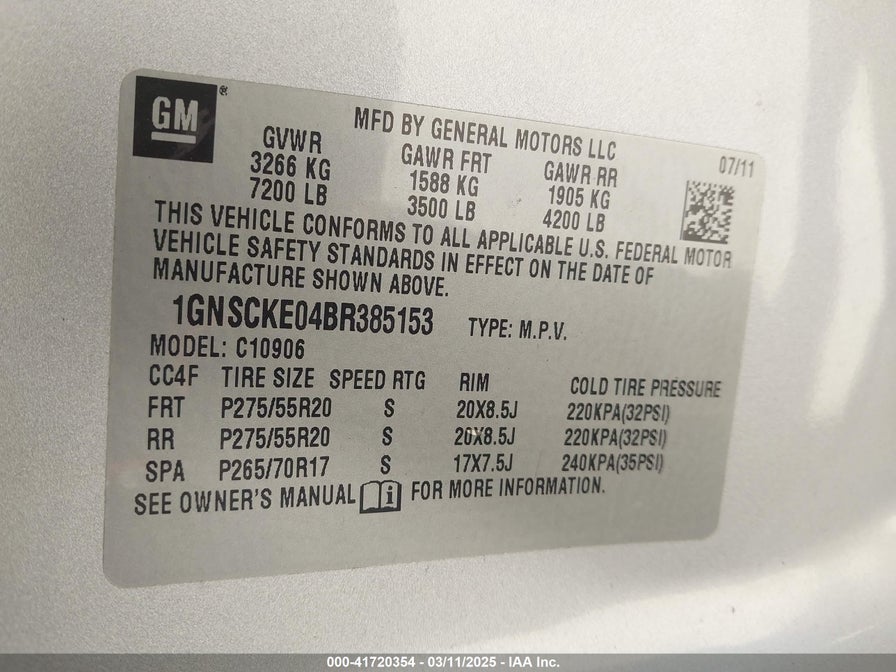 GM®
MFD BY GENERAL MOTORS LLC
07/11
GVWR GAWR FRT GAWR RR
3266 KG 1588 KG 1905 KG
7200 LB 3500 LB 4200 LB
THIS VEHICLE CONFORMS TO ALL APPLICABLE U.S. FEDERAL MOTOR
VEHICLE SAFETY STANDARDS IN EFFECT ON THE DATE OF
MANUFACTURE SHOWN ABOVE.
1GNSCKE04BR385153 TYPE: M.P.V.
MODEL: C10906
CC4F TIRE SIZE SPEED RTG RIM COLD TIRE PRESSURE
FRT P275/55R20 S 20X8.5J 220KPA(32PSI)
RR P275/55R20 S 20X8.5J 220KPA(32PSI)
SPA P265/70R17 S 17X7.5J 240KPA(35PSI)
SEE OWNER'S MANUAL i FOR MORE INFORMATION.
000-41720354 - 03/11/2025 - IAA Inc.